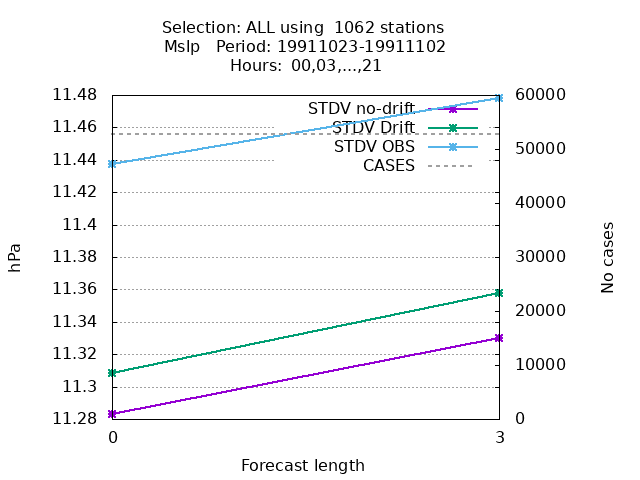 Selection: ALL using  1062 stations
Mslp   Period: 19911023-19911102
Hours: 00,03,...,21
11.48
11.46
11.44
11.42
11.4
11.38
11.36
11.34
11.32
11.3
11.28
hPa
STDV no-drift
STDV Drift
STDV OBS
CASES
60000
50000
40000
30000
20000
10000
0
No cases
0
3
Forecast length